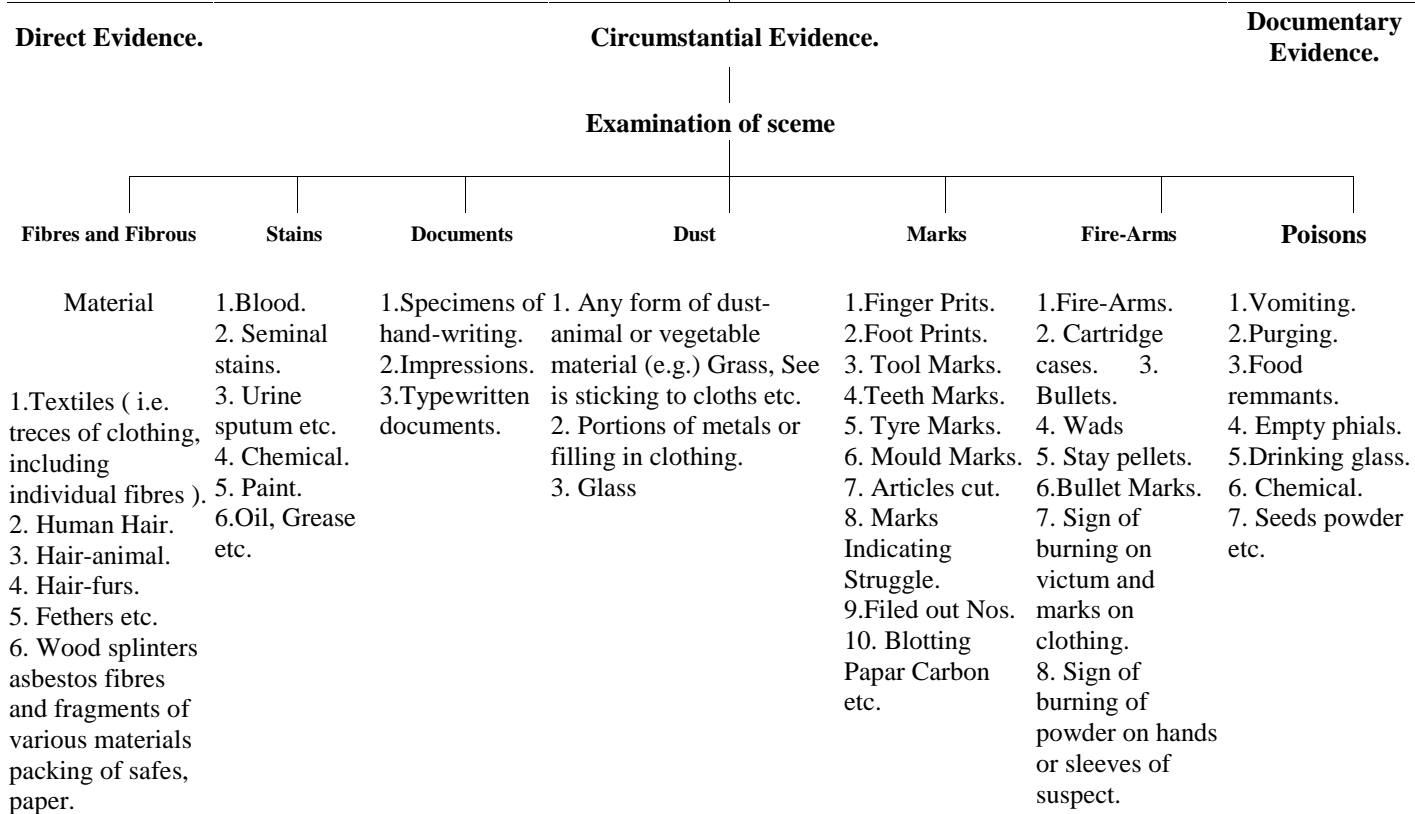 Direct Evidence.
Circumstantial Evidence.
Documentary
Evidence.
Examination of sceme
Fibres and Fibrous
Material
1.Textiles ( i.e.
treces of clothing,
including
individual fibres ).
2. Human Hair.
3. Hair-animal.
4. Hair-furs.
5. Fethers etc.
6. Wood splinters
asbestos fibres
and fragments of
various materials
packing of safes,
paper.
Stains
1.Blood.
2. Seminal
stains.
3. Urine
sputum etc.
4. Chemical.
5. Paint.
6.Oil, Grease
etc.
Documents
1.Specimens of
hand-writing.
2.Impressions.
3.Typewritten
documents.
Dust
1. Any form of dust-
animal or vegetable
material (e.g.) Grass, See
is sticking to cloths etc.
2. Portions of metals or
filling in clothing.
3. Glass
Marks
1.Finger Prits.
2.Foot Prints.
3. Tool Marks.
4.Teeth Marks.
5. Tyre Marks.
6. Mould Marks.
7. Articles cut.
8. Marks
Indicating
Struggle.
9.Filed out Nos.
10. Blotting
Papar Carbon
etc.
Fire-Arms
1.Fire-Arms.
2. Cartridge
cases. 3.
Bullets.
4. Wads
5. Stay pellets.
6.Bullet Marks.
7. Sign of
burning on
victum and
marks on
clothing.
8. Sign of
burning of
powder on hands
or sleeves of
suspect.
Poisons
1.Vomiting.
2.Purging.
3.Food
remmants.
4. Empty phials.
5.Drinking glass.
6. Chemical.
7. Seeds powder
etc.